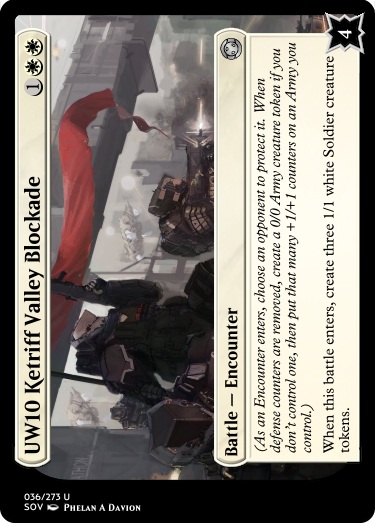 UW10 Ketriff Valley Blockade
1
Battle — Encounter
(As an Encounter enters, choose an opponent to protect it. When
defense counters are removed, create a 0/0 Army creature token if you
don't control one, then put that many +1/+1 counters on an Army you
control.)
When this battle enters, create three 1/1 white Soldier creature
tokens.
4
036/273 U
SOV Phelan A Davion